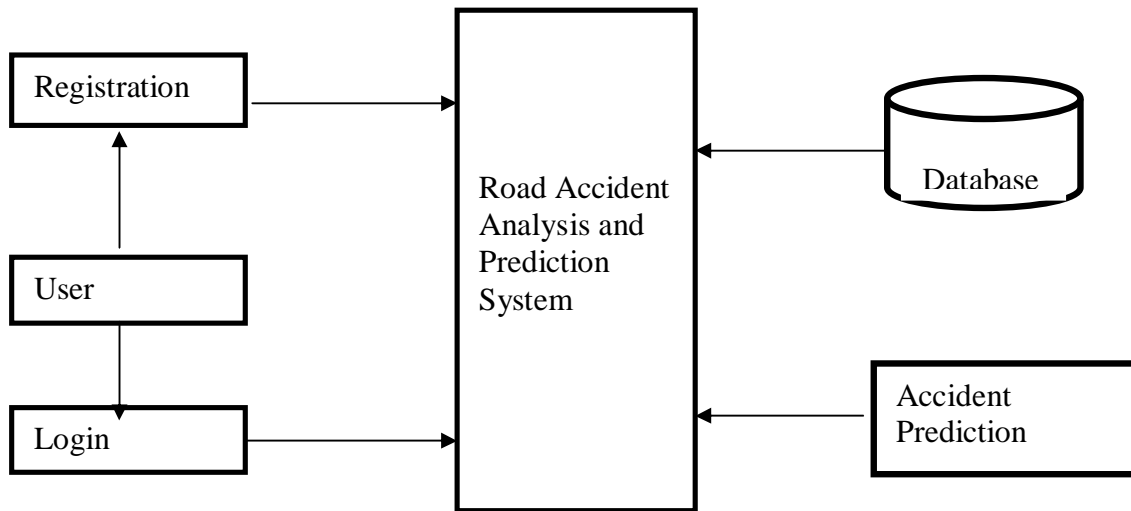 Registration
User
Login
Road Accident
Analysis and
Prediction
System
Database
Accident
Prediction